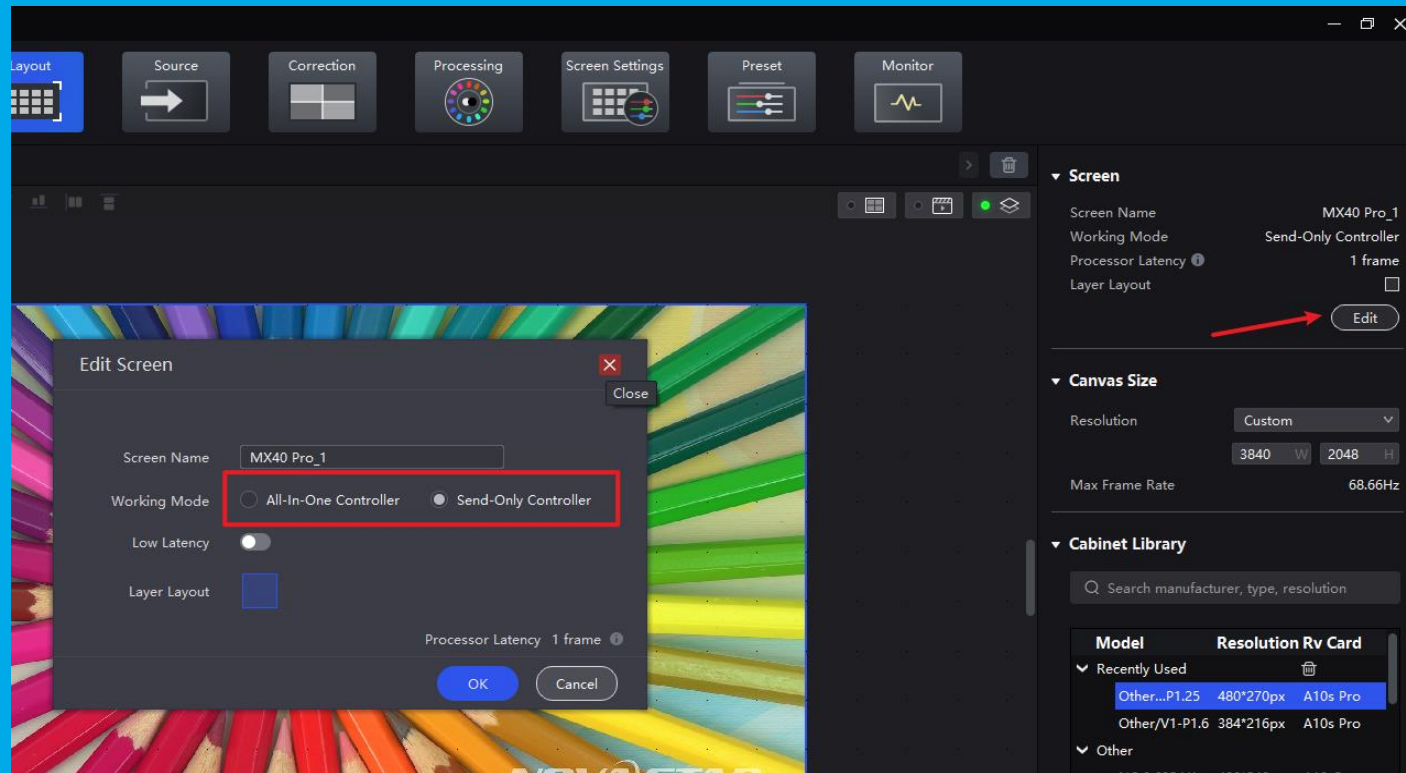 Layout
Source
Correction
Processing
Screen Settings
Preset
Monitor
Screen
Screen Name MX40 Pro_1
Working Mode Send-Only Controller
Processor Latency 1 frame
Layer Layout
Edit
Edit Screen
Close
Screen Name MX40 Pro_1
Working Mode All-In-One Controller Send-Only Controller
Low Latency
Layer Layout
Processor Latency 1 frame
OK Cancel
Canvas Size
Resolution Custom
3840 W 2048 H
Max Frame Rate 68.66Hz
Cabinet Library
Search manufacturer, type, resolution
Model Resolution Rv Card
Recently Used
Other...P1.25 480*270px A10s Pro
Other/V1-P1.6 384*216px A10s Pro
Other